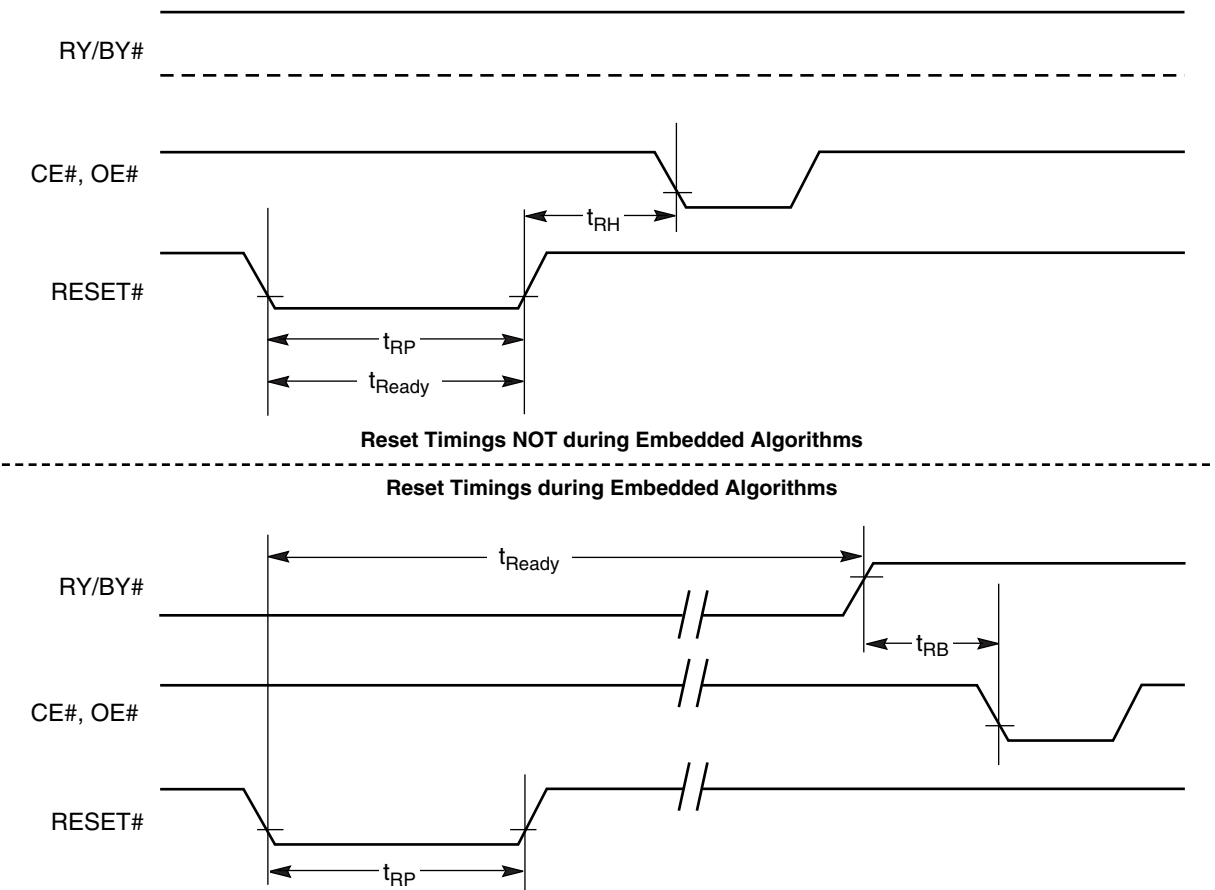 RY/BY#
CE#, OE#
tRH
RESET#
tRP
tReady
Reset Timings NOT during Embedded Algorithms
Reset Timings during Embedded Algorithms
tReady
RY/BY#
tRB
CE#, OE#
RESET#
tRP